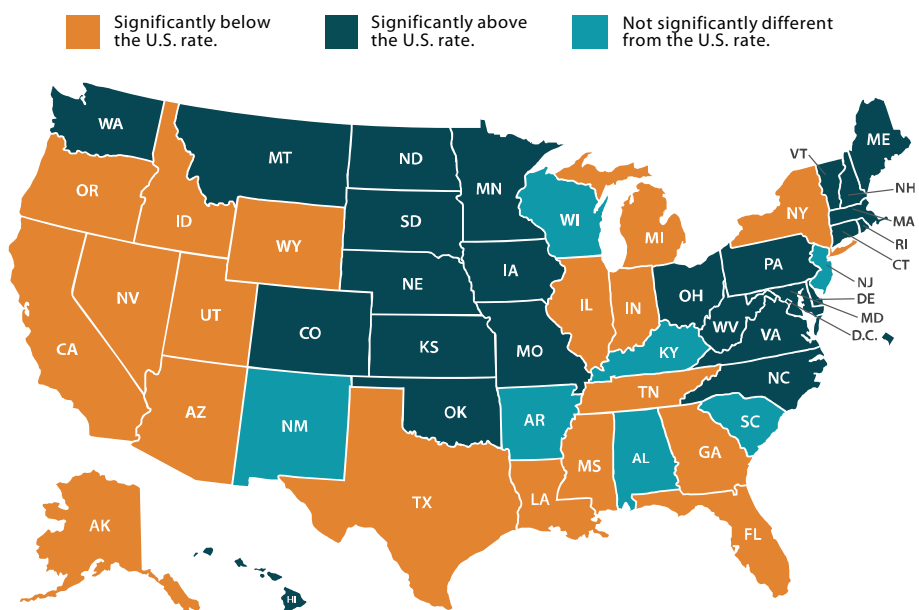 Significantly below
the U.S. rate.
Significantly above
the U.S. rate.
Not significantly different
from the U.S. rate.
WA
MT
ND
MN
ME
VT
NH
OR
ID
SD
WI
NY
MA
MI
RI
CT
WY
IA
PA
NE
NJ
NV
UT
IL
IN
OH
DE
MD
D.C.
CO
WV
VA
CA
KS
MO
KY
NC
TN
AZ
NM
OK
AR
SC
AL
GA
MS
TX
LA
AK
FL
HI